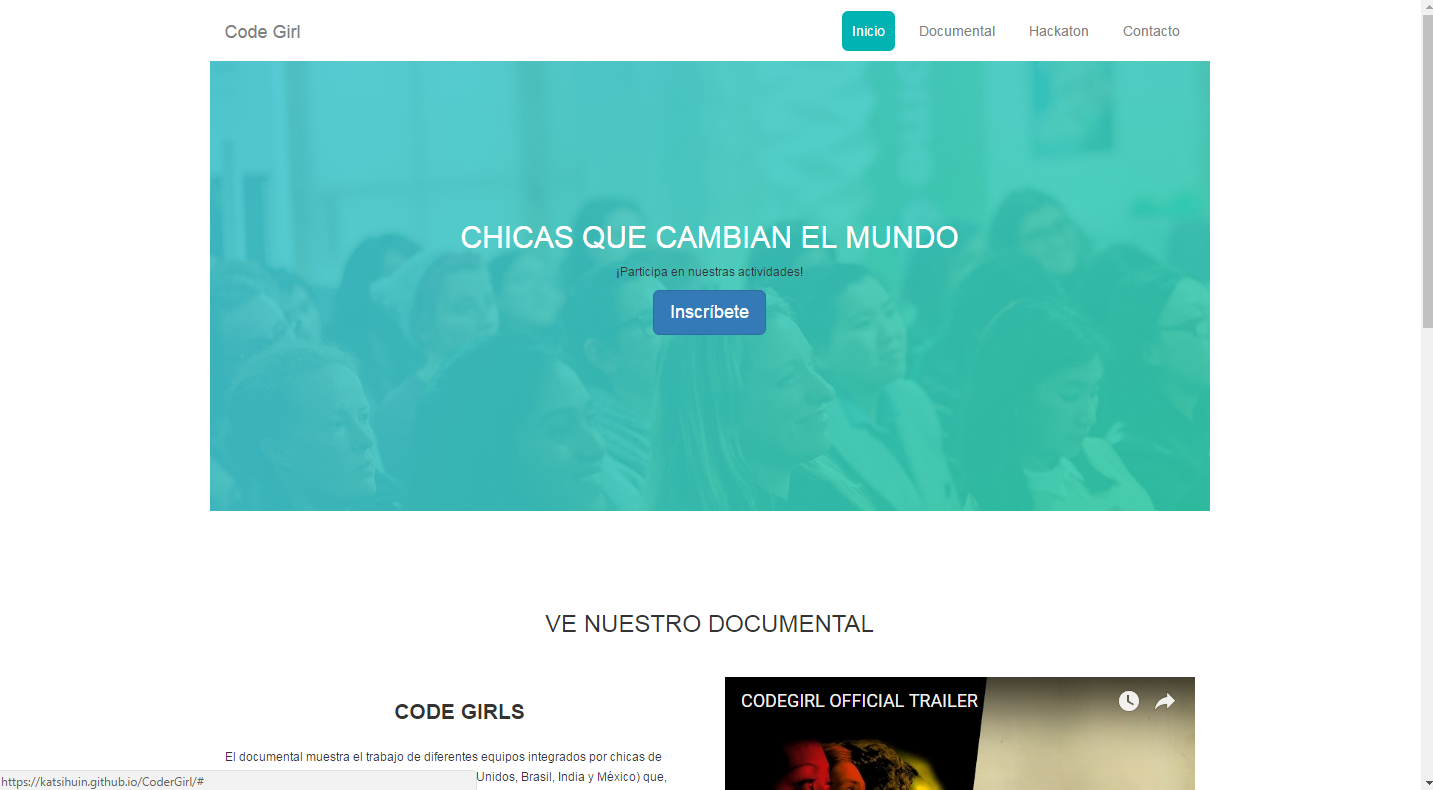 Code Girl
Inicio
Documental
Hackaton
Contacto
CHICAS QUE CAMBIAN EL MUNDO
¡Participa en nuestras actividades!
Inscríbete
VE NUESTRO DOCUMENTAL
CODE GIRLS
El documental muestra el trabajo de diferentes equipos integrados por chicas de
Unidos, Brasil, India y México) que,
CODEGIRL OFFICIAL TRAILER
https://katsihuin.github.io/CoderGirl/#